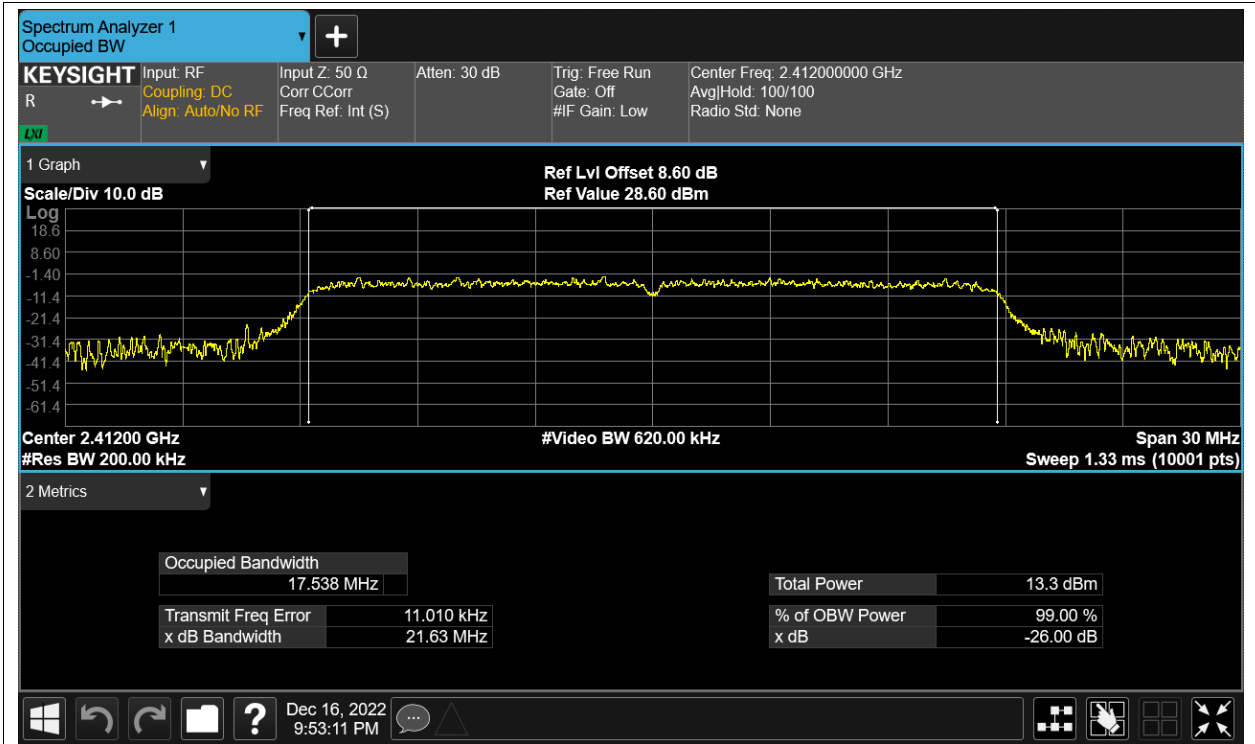 Spectrum Analyzer 1
Occupied BW
KEYSIGHT
R
LXI
Input: RF
Coupling: DC
Align: Auto/No RF
Input Z: 50 Ω
Corr CCorr
Freq Ref: Int (S)
Atten: 30 dB
Trig: Free Run
Gate: Off
#IF Gain: Low
Center Freq: 2.412000000 GHz
Avg|Hold: 100/100
Radio Std: None
1 Graph
Scale/Div 10.0 dB
Ref Lvl Offset 8.60 dB
Ref Value 28.60 dBm
Log
18.6
8.60
-1.40
-11.4
-21.4
-31.4
-41.4
-51.4
-61.4
Center 2.41200 GHz
#Video BW 620.00 kHz
Span 30 MHz
#Res BW 200.00 kHz
Sweep 1.33 ms (10001 pts)
2 Metrics
Occupied Bandwidth
17.538 MHz
Transmit Freq Error 11.010 kHz
x dB Bandwidth 21.63 MHz
Total Power 13.3 dBm
% of OBW Power 99.00 %
x dB -26.00 dB
?
Dec 16, 2022
9:53:11 PM